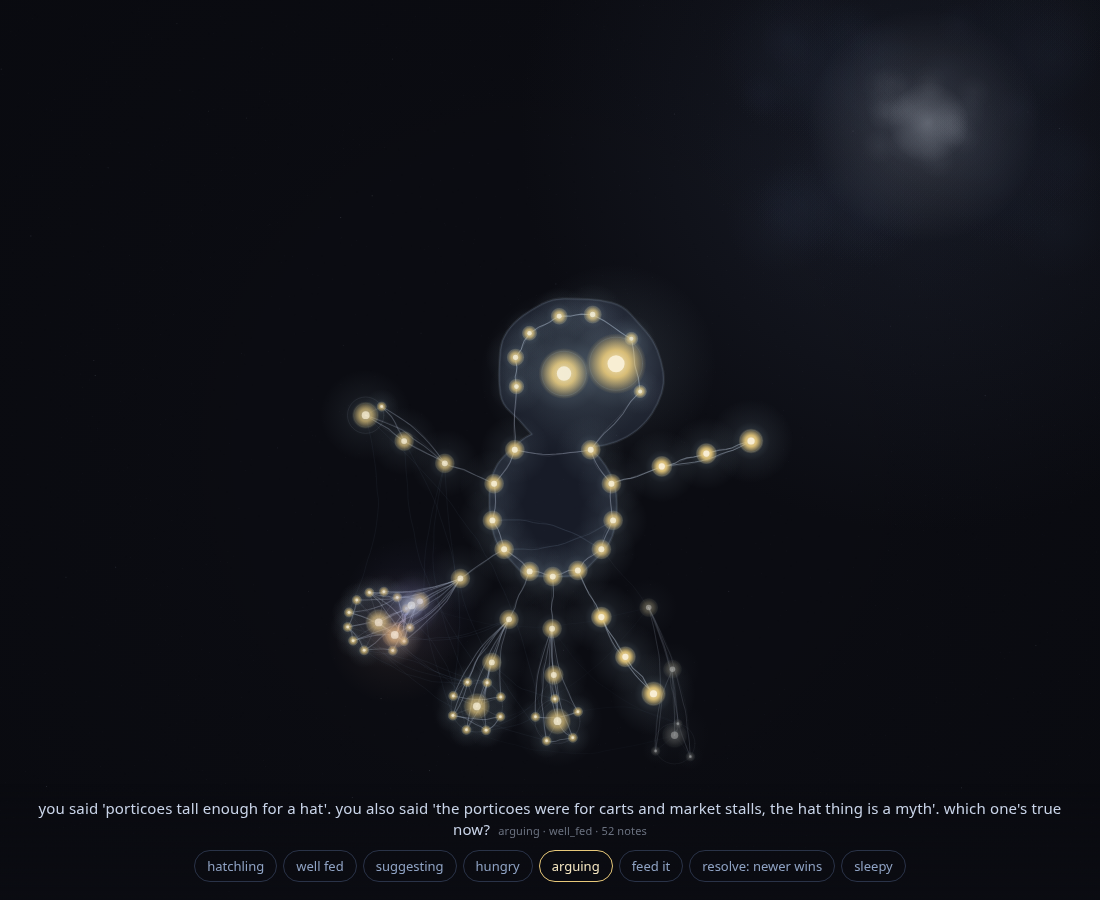 you said 'porticoes tall enough for a hat'. you also said 'the porticoes were for carts and market stalls, the hat thing is a myth'. which one's true
now? arguing · well_fed · 52 notes
hatchling well fed suggesting hungry arguing feed it resolve: newer wins sleepy